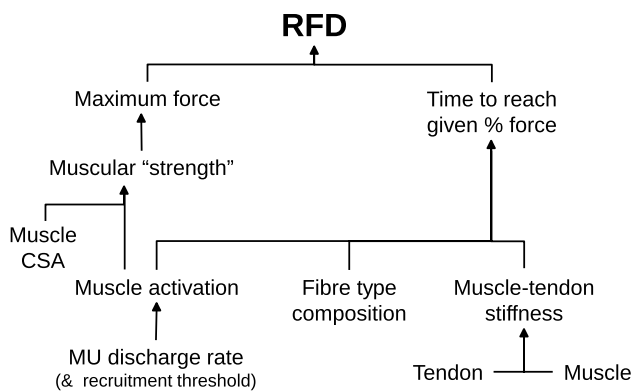 RFD
Maximum force
Time to reach
given % force
Muscular “strength”
Muscle
CSA
Muscle activation
Fibre type
composition
Muscle-tendon
stiffness
MU discharge rate
(& recruitment threshold)
Tendon
Muscle